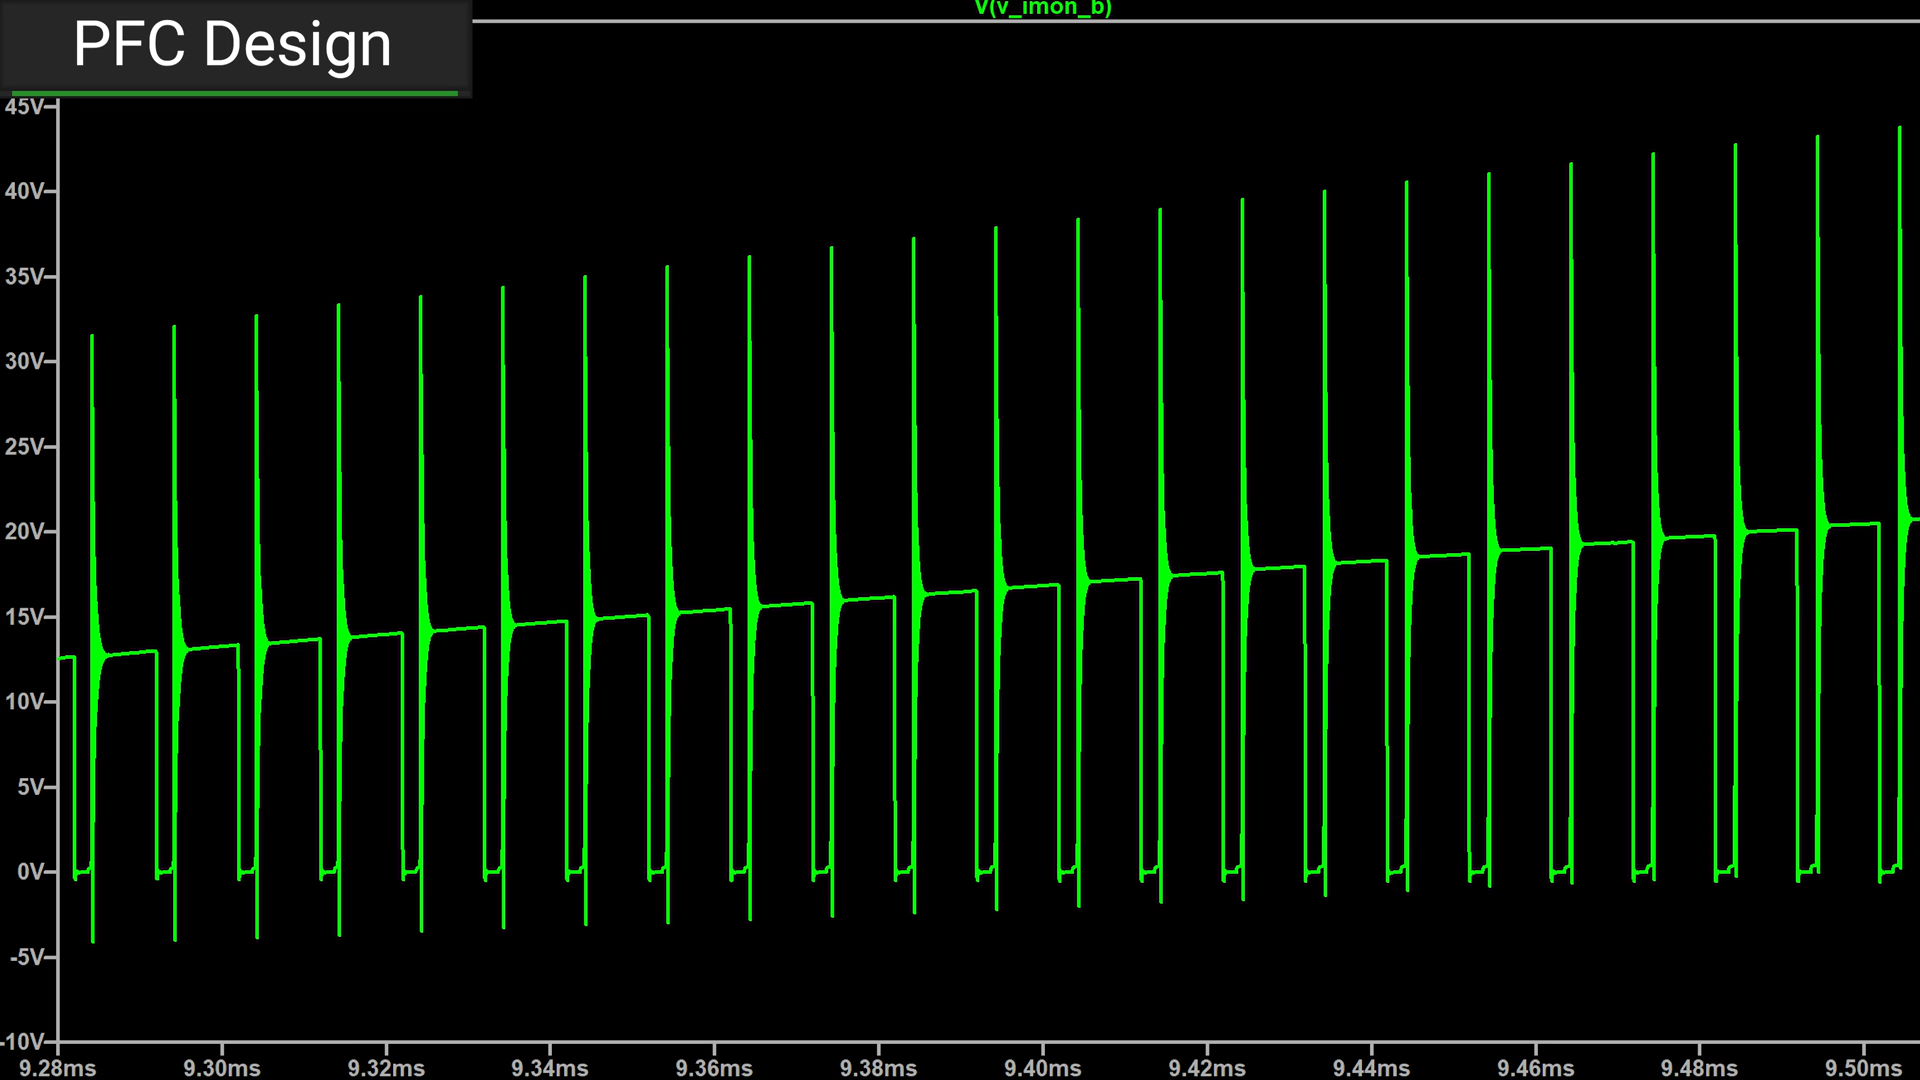 V(v_imon_b)
PFC Design
45V
40V
35V
30V
25V
20V
15V
10V
5V
0V
-5V
-10V
9.28ms 9.30ms 9.32ms 9.34ms 9.36ms 9.38ms 9.40ms 9.42ms 9.44ms 9.46ms 9.48ms 9.50ms